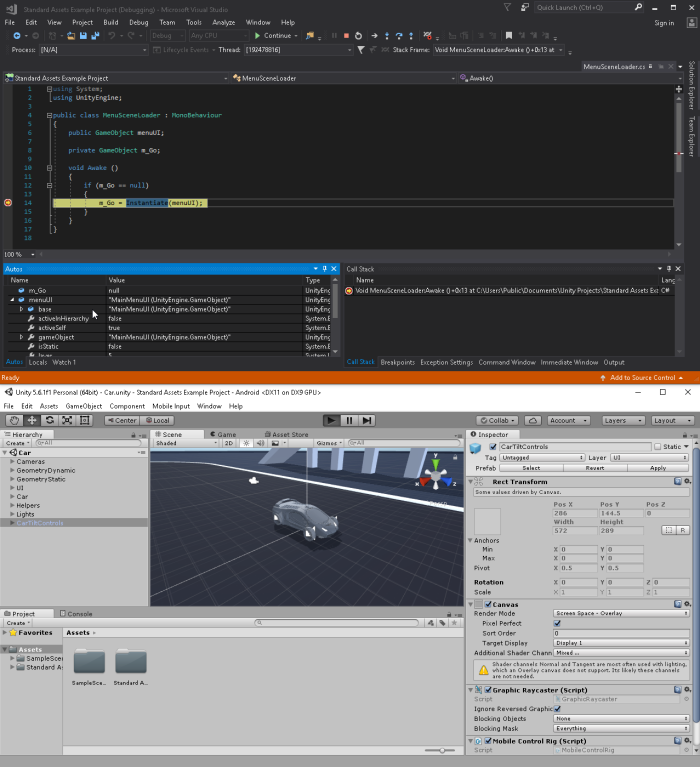 Standard Assets Example Project (Debugging) - Microsoft Visual Studio
Quick Launch (Ctrl+Q)
File Edit View Project Build Debug Team Tools Analyze Window Help
Sign in
Debug Any CPU Continue
Process: [N/A] Lifecycle Events Thread: [192478816] Stack Frame: Void MenuSceneLoader:Awake ()+0x13 at
MenuSceneLoader.cs
Standard Assets Example Project MenuSceneLoader Awake()
Solution Explorer
Team Explorer
1 using System;
2 using UnityEngine;
3
4 public class MenuSceneLoader : MonoBehaviour
5 {
6 public GameObject menuUI;
7
8 private GameObject m_Go;
9
10 void Awake ()
11 {
12 if (m_Go == null)
13 {
14 m_Go = Instantiate(menuUI);
15 }
16 }
17 }
18
100 %
Autos
Name Value Type
m_Go null UnityEng
menuUI "MainMenuUI (UnityEngine.GameObject)" UnityEng
base "MainMenuUI (UnityEngine.GameObject)" UnityEng
activeInHierarchy false System.B
activeSelf true System.B
gameObject "MainMenuUI (UnityEngine.GameObject)" UnityEng
isStatic false System.B
layer 5 System.I
Autos Locals Watch 1
Call Stack
Name Lang
Void MenuSceneLoader:Awake ()+0x13 at C:\Users\Public\Documents\Unity Projects\Standard Assets Exa C#
Call Stack Breakpoints Exception Settings Command Window Immediate Window Output
Ready
Add to Source Control
Unity 5.6.1f1 Personal (64bit) - Car.unity - Standard Assets Example Project - Android <DX11 on DX9 GPU>
File Edit Assets GameObject Component Mobile Input Window Help
Center Local Collab Account Layers Layout
Hierarchy
Create All
Car
Cameras
GeometryDynamic
GeometryStatic
UI
Car
Helpers
Lights
CarTiltControls
Scene Game Asset Store
Shaded 2D Gizmos All
y
x
z
Inspector
CarTiltControls Static
Tag Untagged Layer UI
Prefab Select Revert Apply
Rect Transform
Some values driven by Canvas.
Pos X Pos Y Pos Z
286 144.5 0
Width Height
572 289
R
Anchors
Min X 0 Y 0
Max X 0 Y 0
Pivot X 0.5 Y 0.5
Rotation X 0 Y 0 Z 0
Scale X 1 Y 1 Z 1
Canvas
Render Mode Screen Space - Overlay
Pixel Perfect
Sort Order 0
Target Display Display 1
Additional Shader Chann Mixed ...
Shader channels Normal and Tangent are most often used with lighting,
which an Overlay canvas does not support. Its likely these channels
are not needed.
Graphic Raycaster (Script)
Script GraphicRaycaster
Ignore Reversed Graphic
Blocking Objects None
Blocking Mask Everything
Mobile Control Rig (Script)
Script MobileControlRig
Project Console
Create
Favorites
Assets
SampleScen
Standard As
Assets
SampleSce... Standard A...